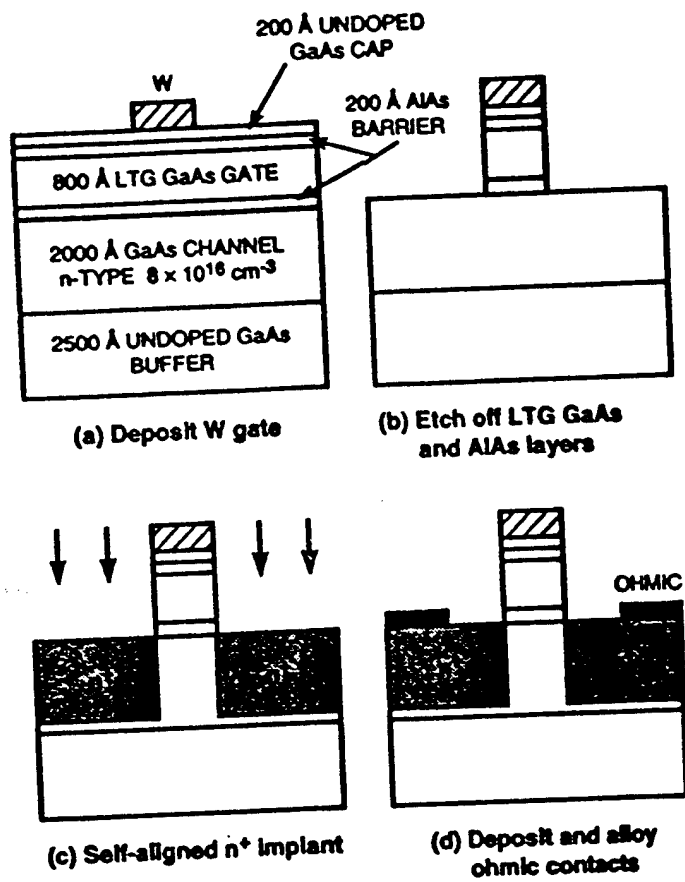 200 Å UNDOPED
GaAs CAP
W
200 Å AlAs
BARRIER
800 Å LTG GaAs GATE
2000 Å GaAs CHANNEL
n-TYPE 8 × 10¹⁶ cm⁻³
2500 Å UNDOPED GaAs
BUFFER
(a) Deposit W gate
(b) Etch off LTG GaAs
and AlAs layers
OHMIC
(c) Self-aligned n⁺ implant
(d) Deposit and alloy
ohmic contacts